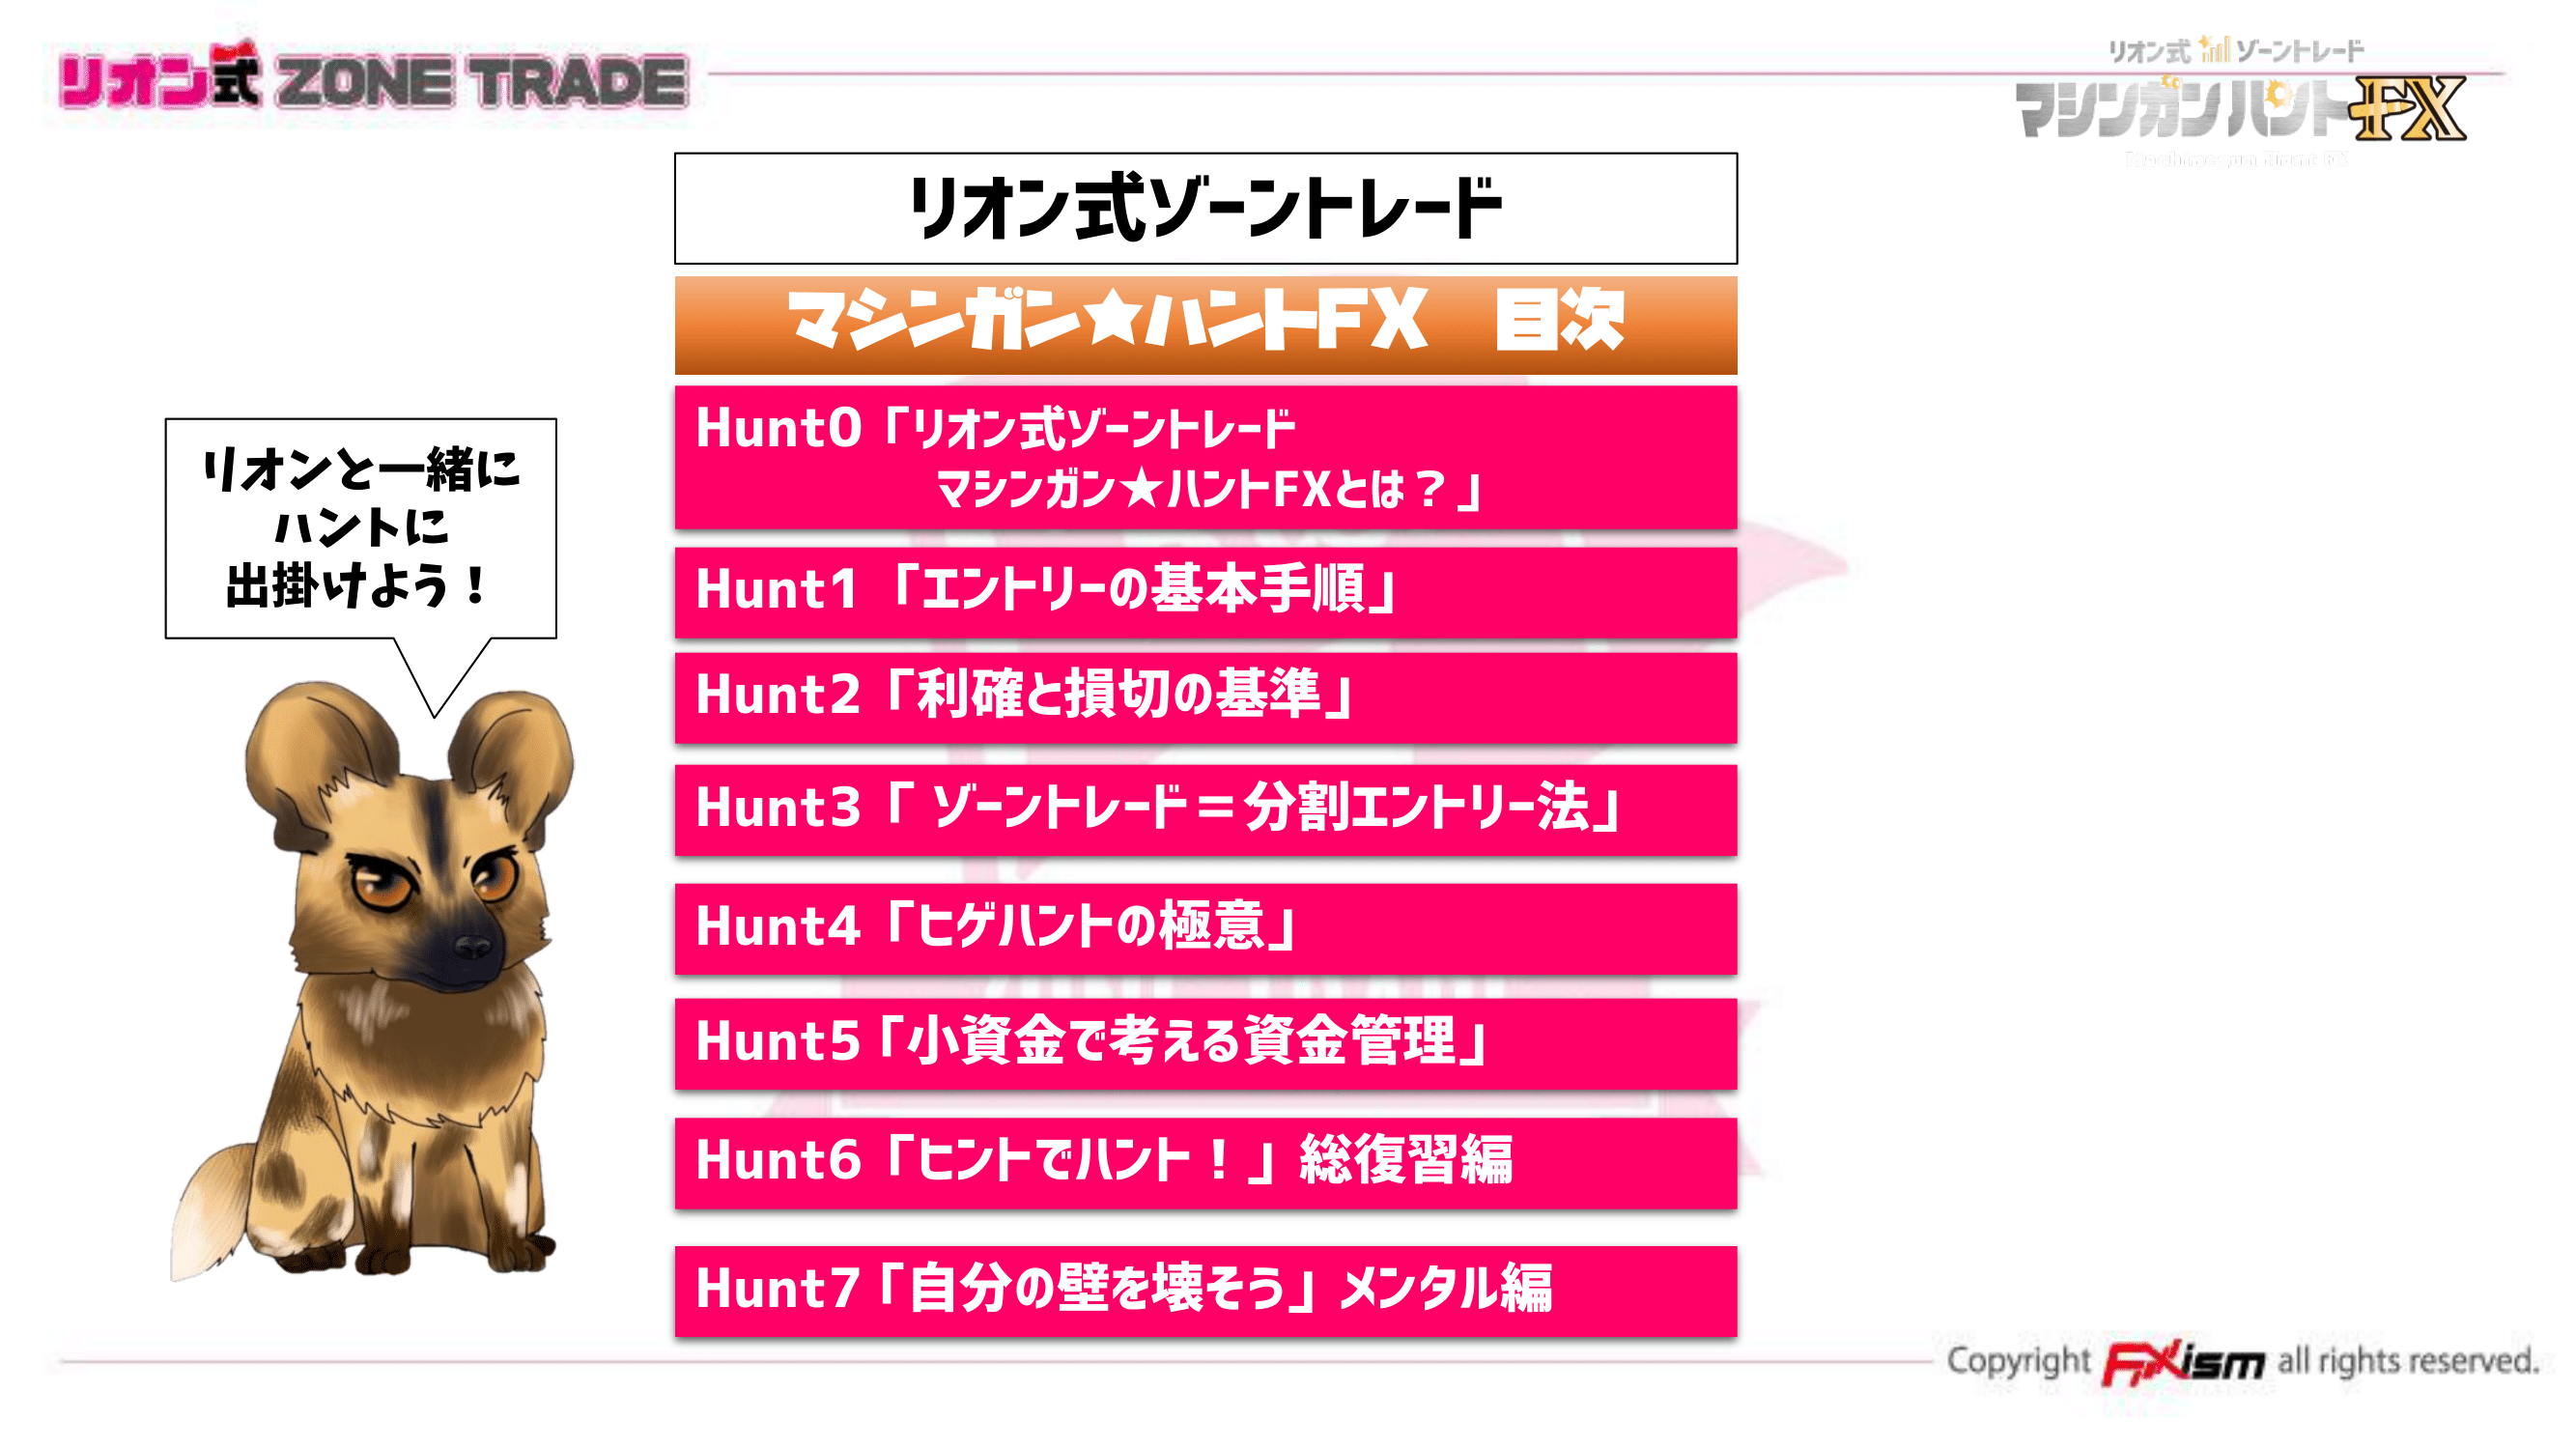 リオン式 ZONE TRADE
リオン式 ゾーントレード
マシンガンハントFX
Machinegun Hunt FX
リオン式ゾーントレード
マシンガン★ハントFX　目次
リオンと一緒に
ハントに
出掛けよう！
Hunt0「リオン式ゾーントレード
マシンガン★ハントFXとは？」
Hunt1「エントリーの基本手順」
Hunt2「利確と損切の基準」
Hunt3「 ゾーントレード＝分割エントリー法」
Hunt4「ヒゲハントの極意」
Hunt5「小資金で考える資金管理」
Hunt6「ヒントでハント！」総復習編
Hunt7「自分の壁を壊そう」メンタル編
Copyright FXism all rights reserved.